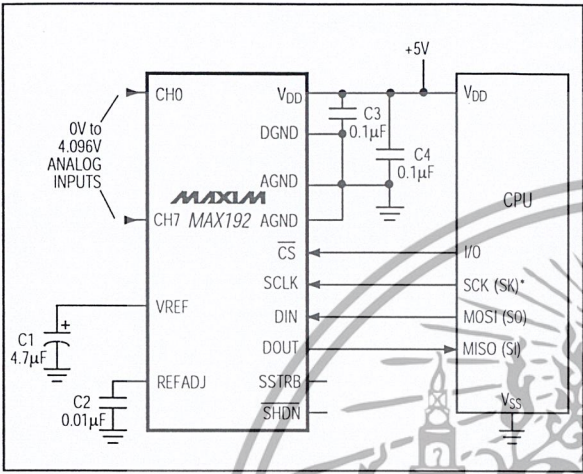 +5V
CH0
0V to
4.096V
ANALOG
INPUTS
CH7
MAXIM
MAX192
VREF
C1
+
4.7µF
REFADJ
C2
0.01µF
VDD
DGND
AGND
AGND
CS
SCLK
DIN
DOUT
SSTRB
SHDN
C3
0.1µF
C4
0.1µF
VDD
CPU
I/O
SCK (SK)*
MOSI (SO)
MISO (SI)
VSS
?